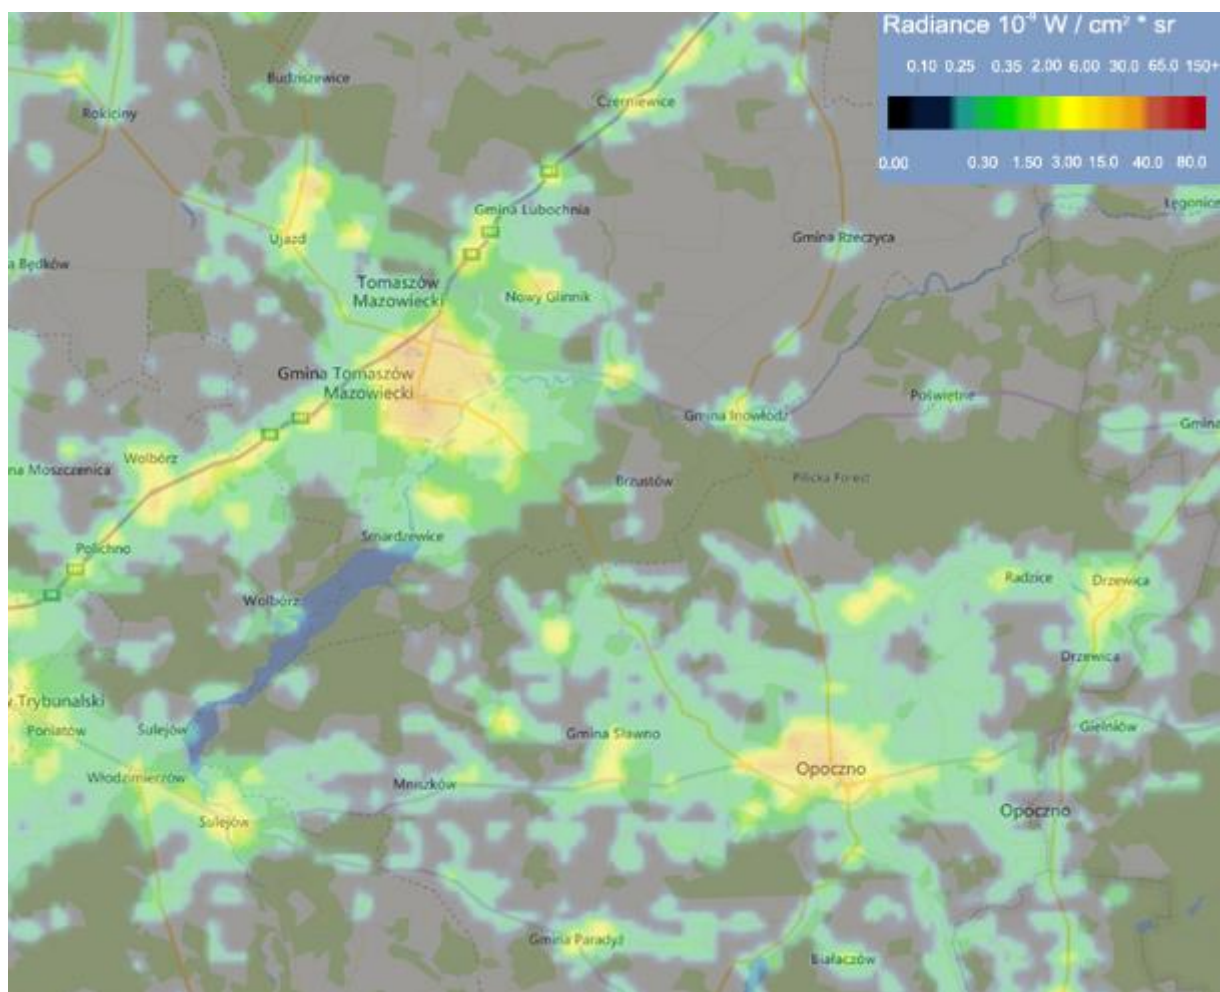 Radiance 10⁻⁹ W / cm² * sr
0.10 0.25 0.35 2.00 6.00 30.0 65.0 150+
0.00 0.30 1.50 3.00 15.0 40.0 80.0
Budziszewice
Czerniewice
Rokiciny
Gmina Lubochnia
Łęgonice
Ujazd
Gmina Rzeczyca
a Będków
Tomaszów
Mazowiecki
Nowy Glinnik
Gmina Tomaszów
Mazowiecki
Poświętne
Gmina Inowłódz
Gmina
Wolbórz
na Moszczenica
Brzustów
Pilicka Forest
Smardzewice
Polichno
Radzice
Drzewica
Wolbórz
Drzewica
w Trybunalski
Poniatów
Sulejów
Gmina Sławno
Gielniów
Włodzimierzów
Mniszków
Opoczno
Sulejów
Opoczno
Gmina Paradyż
Białaczów